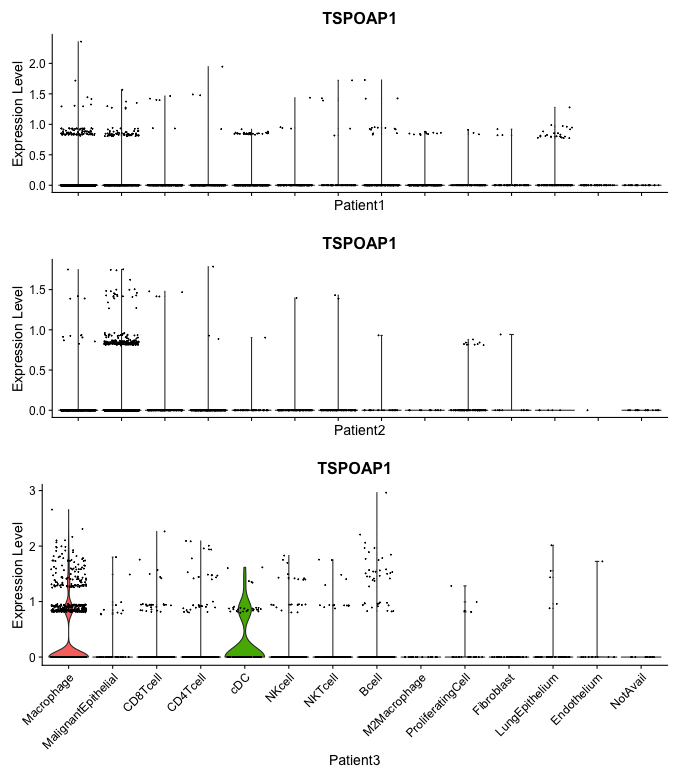 TSPOAP1
Expression Level
2.0
1.5
1.0
0.5
0.0
Patient1
TSPOAP1
Expression Level
1.5
1.0
0.5
0.0
Patient2
TSPOAP1
Expression Level
3
2
1
0
Macrophage
MalignantEpithelial
CD8Tcell
CD4Tcell
cDC
NKcell
NKTcell
Bcell
M2Macrophage
ProliferatingCell
Fibroblast
LungEpithelium
Endothelium
NotAvail
Patient3